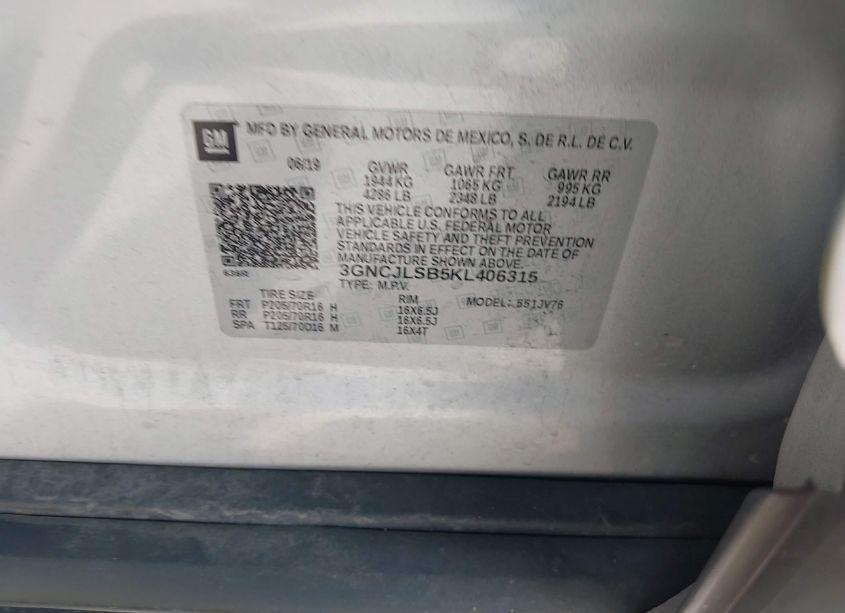 GM
MFD BY GENERAL MOTORS DE MEXICO, S. DE R.L. DE C.V.
06/19 GVWR GAWR FRT GAWR RR
1944 KG 1065 KG 995 KG
4286 LB 2348 LB 2194 LB
THIS VEHICLE CONFORMS TO ALL
APPLICABLE U.S. FEDERAL MOTOR
VEHICLE SAFETY AND THEFT PREVENTION
STANDARDS IN EFFECT ON THE DATE OF
MANUFACTURE SHOWN ABOVE.
3GNCJLSB5KL406315
TYPE: M.P.V.
TIRE SIZE RIM MODEL:
FRT P205/70R16 H 16X6.5J
RR P205/70R16 H 16X6.5J
SPA T125/70D16 M 16X4T